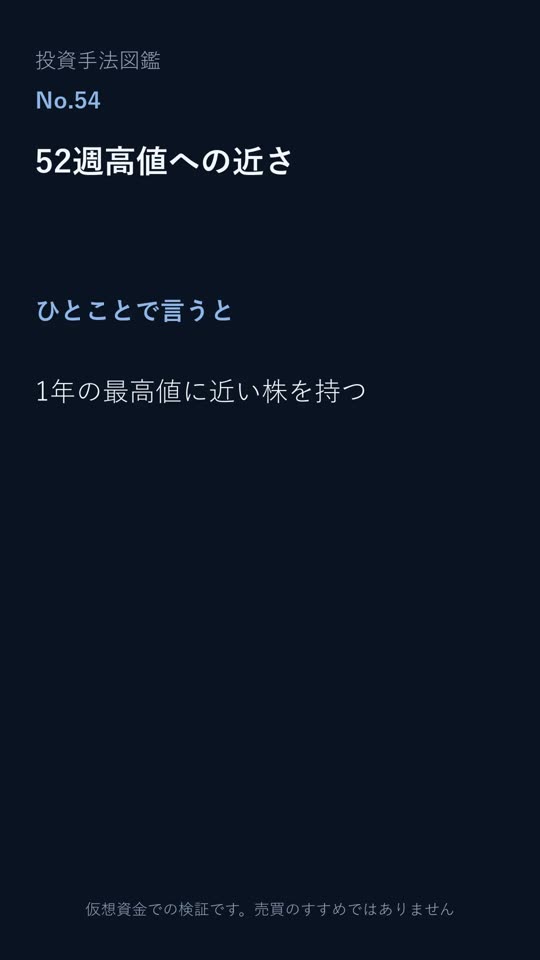 投資手法図鑑
No.54
52週高値への近さ
ひとことで言うと
1年の最高値に近い株を持つ
仮想資金での検証です。売買のすすめではありません